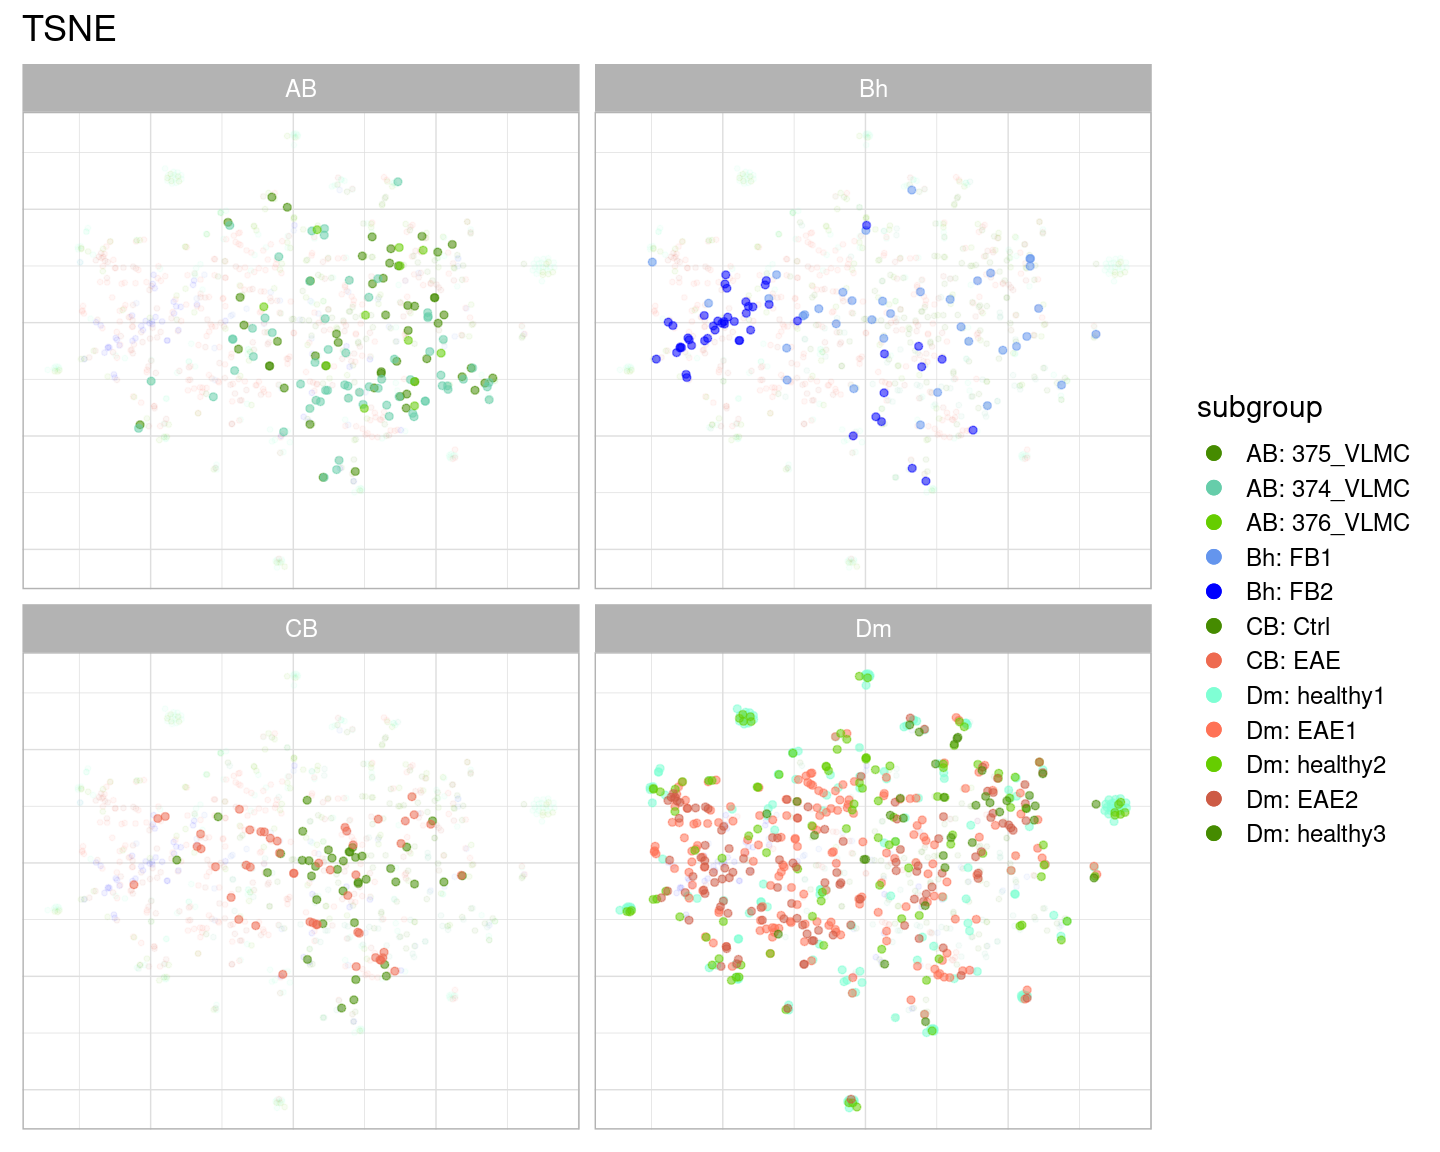 TSNE
AB
Bh
CB
Dm
subgroup
AB: 375_VLMC
AB: 374_VLMC
AB: 376_VLMC
Bh: FB1
Bh: FB2
CB: Ctrl
CB: EAE
Dm: healthy1
Dm: EAE1
Dm: healthy2
Dm: EAE2
Dm: healthy3